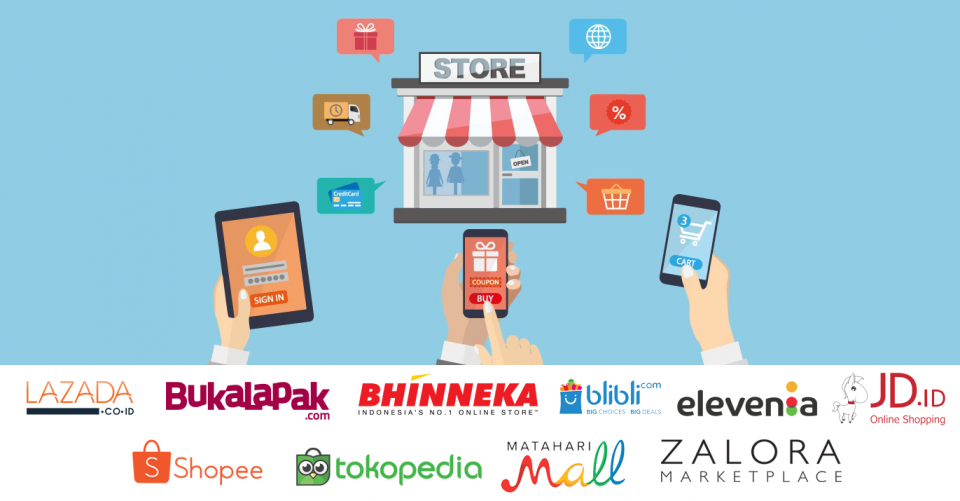 STORE
%
OPEN
CreditCard
3
CART
SIGN IN
COUPON
BUY
LAZADA
.CO.ID
BUKALAPAK
.com
BHINNEKA
INDONESIA'S NO.1 ONLINE STORE™
blibli.com
BIG CHOICES BIG DEALS
elevenia
JD.ID
Online Shopping
S Shopee
tokopedia
MATAHARI
Mall
ZALORA
MARKETPLACE